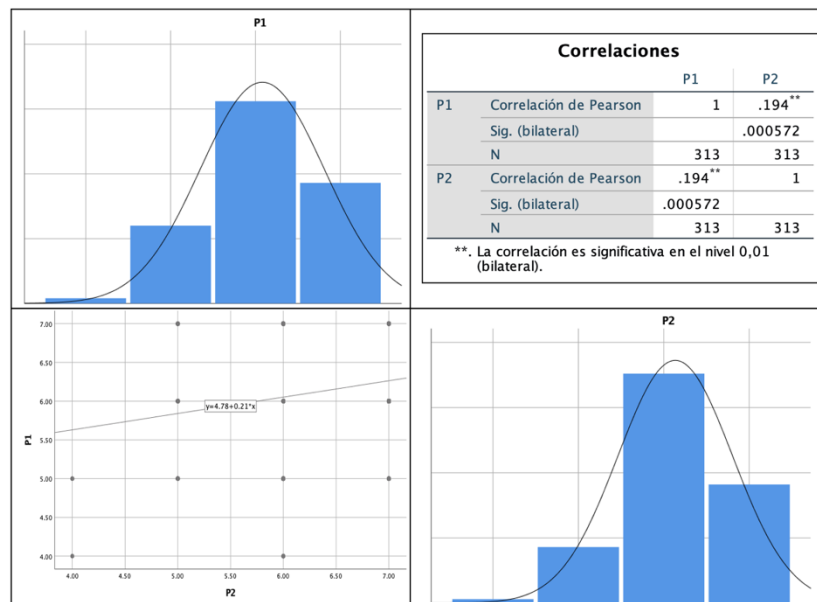 P1
Correlaciones
P1 P2
P1 Correlación de Pearson 1 .194**
Sig. (bilateral) .000572
N 313 313
P2 Correlación de Pearson .194** 1
Sig. (bilateral) .000572
N 313 313
**. La correlación es significativa en el nivel 0,01
(bilateral).
7.00
6.50
6.00
5.50
5.00
4.50
4.00
P1
y=4.78+0.21*x
4.00 4.50 5.00 5.50 6.00 6.50 7.00
P2
P2